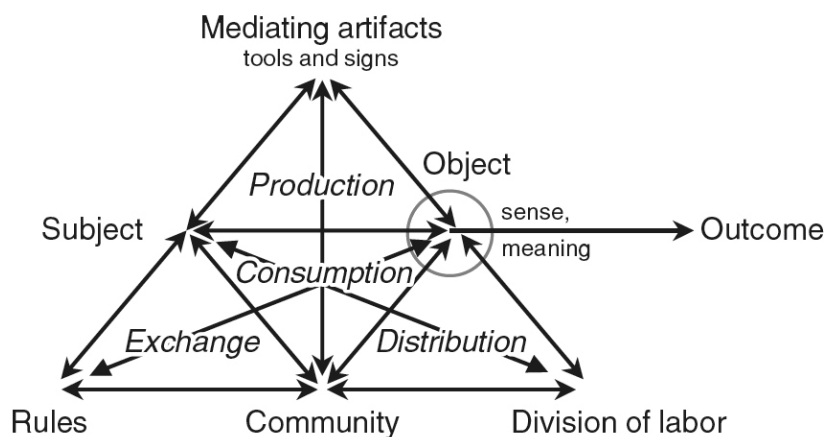 Mediating artifacts
tools and signs
Object
Production
sense,
Subject
Outcome
meaning
Consumption
Exchange
Distribution
Rules
Community
Division of labor